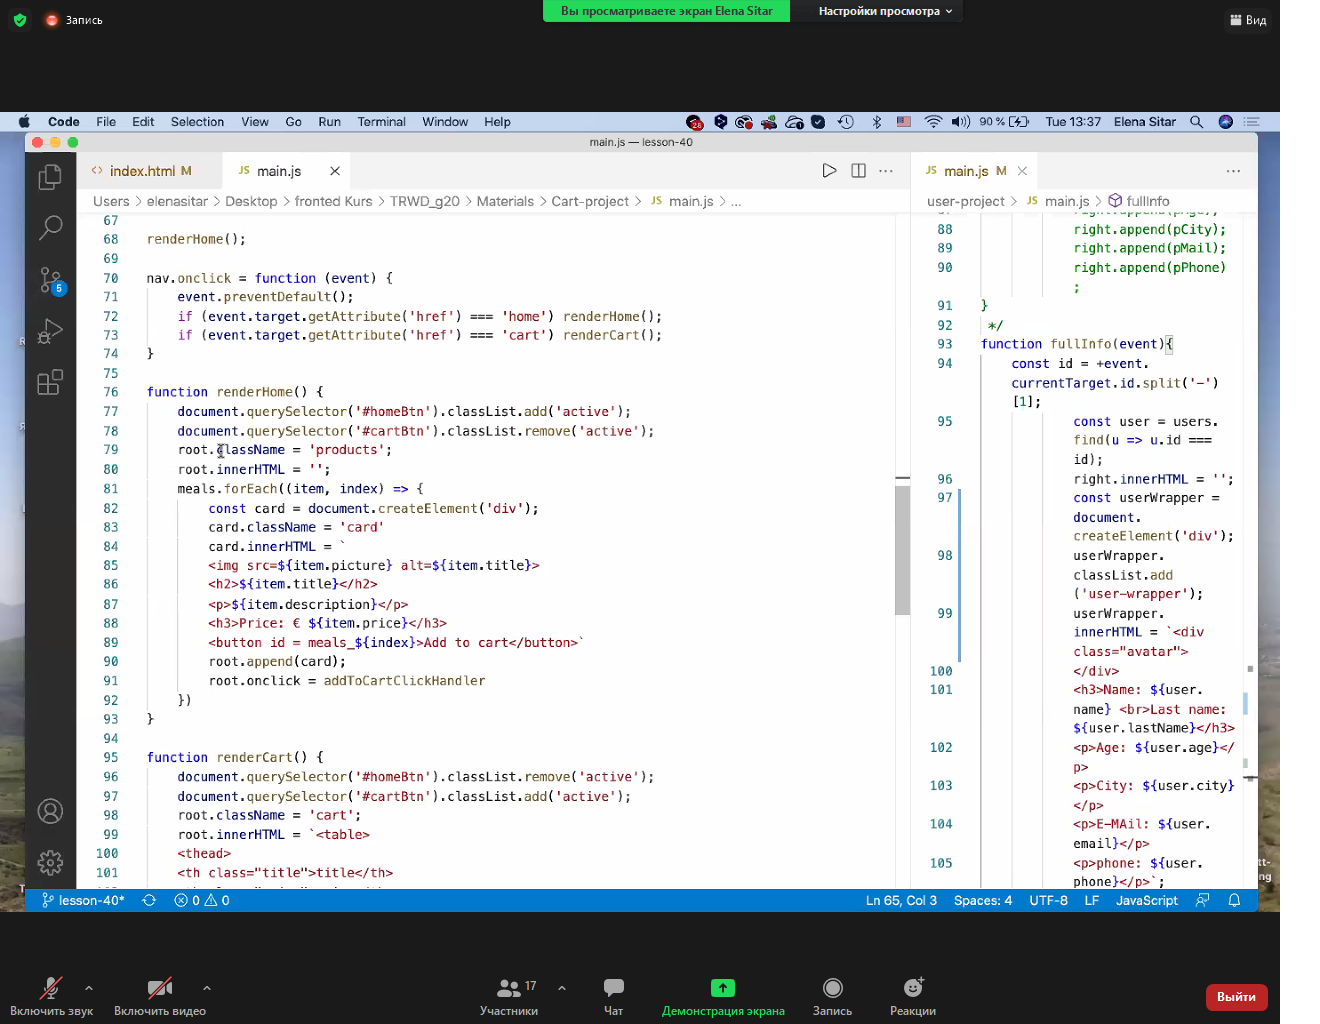 Запись
Вы просматриваете экран Elena Sitar
Настройки просмотра
Вид
Code File Edit Selection View Go Run Terminal Window Help
90 % Tue 13:37 Elena Sitar
main.js — lesson-40
index.html M
JS main.js
Users > elenasitar > Desktop > fronted Kurs > TRWD_g20 > Materials > Cart-project > JS main.js > ...
67
68 renderHome();
69
70 nav.onclick = function (event) {
71 event.preventDefault();
72 if (event.target.getAttribute('href') === 'home') renderHome();
73 if (event.target.getAttribute('href') === 'cart') renderCart();
74 }
75
76 function renderHome() {
77 document.querySelector('#homeBtn').classList.add('active');
78 document.querySelector('#cartBtn').classList.remove('active');
79 root.className = 'products';
80 root.innerHTML = '';
81 meals.forEach((item, index) => {
82 const card = document.createElement('div');
83 card.className = 'card'
84 card.innerHTML = `
85 <img src=${item.picture} alt=${item.title}>
86 <h2>${item.title}</h2>
87 <p>${item.description}</p>
88 <h3>Price: € ${item.price}</h3>
89 <button id = meals_${index}>Add to cart</button>`
90 root.append(card);
91 root.onclick = addToCartClickHandler
92 })
93 }
94
95 function renderCart() {
96 document.querySelector('#homeBtn').classList.remove('active');
97 document.querySelector('#cartBtn').classList.add('active');
98 root.className = 'cart';
99 root.innerHTML = `<table>
100 <thead>
101 <th class="title">title</th>
JS main.js M
user-project > JS main.js > fullInfo
88 right.append(pCity);
89 right.append(pMail);
90 right.append(pPhone)
;
91 }
92 */
93 function fullInfo(event){
94 const id = +event.
currentTarget.id.split('-')
[1];
95 const user = users.
find(u => u.id ===
id);
96 right.innerHTML = '';
97 const userWrapper =
document.
createElement('div');
98 userWrapper.
classList.add
('user-wrapper');
99 userWrapper.
innerHTML = `<div
class="avatar">
100 </div>
101 <h3>Name: ${user.
name} <br>Last name:
${user.lastName}</h3>
102 <p>Age: ${user.age}</
p>
103 <p>City: ${user.city}
</p>
104 <p>E-MAil: ${user.
email}</p>
105 <p>phone: ${user.
phone}</p>`;
5
lesson-40* 0 0
Ln 65, Col 3 Spaces: 4 UTF-8 LF JavaScript
Включить звук
Включить видео
17
Участники
Чат
Демонстрация экрана
Запись
Реакции
Выйти